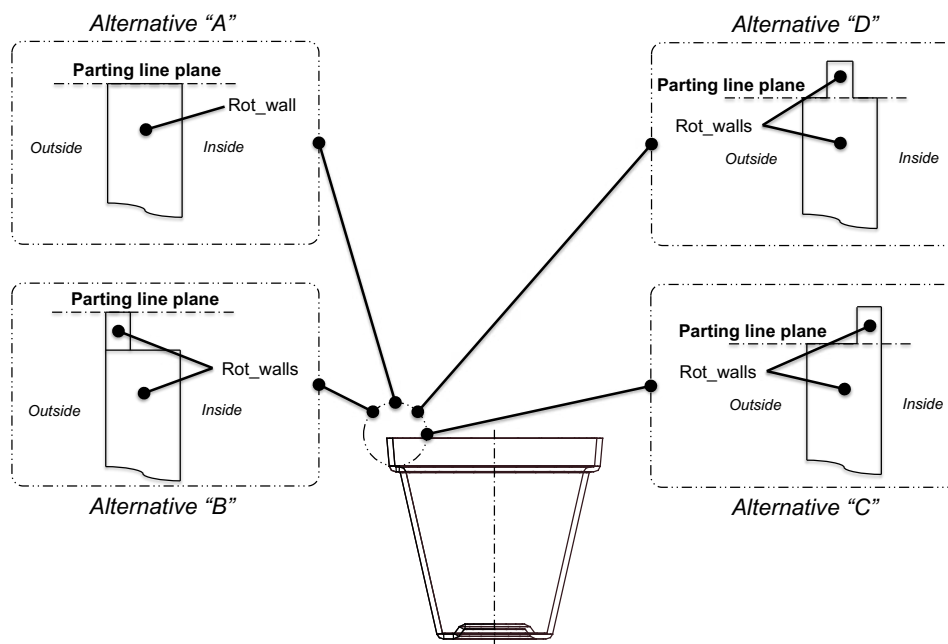 Alternative “A”
Parting line plane
Rot_wall
Outside
Inside
Alternative “D”
Parting line plane
Rot_walls
Outside
Inside
Parting line plane
Rot_walls
Outside
Inside
Alternative “B”
Parting line plane
Rot_walls
Outside
Inside
Alternative “C”